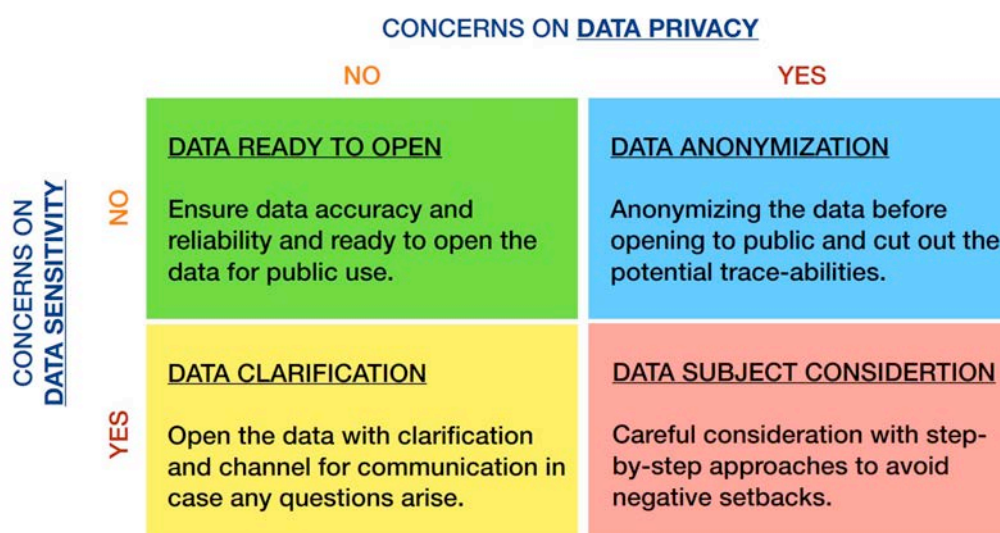 CONCERNS ON DATA PRIVACY
NO
YES
CONCERNS ON
DATA SENSITIVITY
NO
DATA READY TO OPEN
Ensure data accuracy and
reliability and ready to open the
data for public use.
DATA ANONYMIZATION
Anonymizing the data before
opening to public and cut out the
potential trace-abilities.
YES
DATA CLARIFICATION
Open the data with clarification
and channel for communication in
case any questions arise.
DATA SUBJECT CONSIDERTION
Careful consideration with step-
by-step approaches to avoid
negative setbacks.